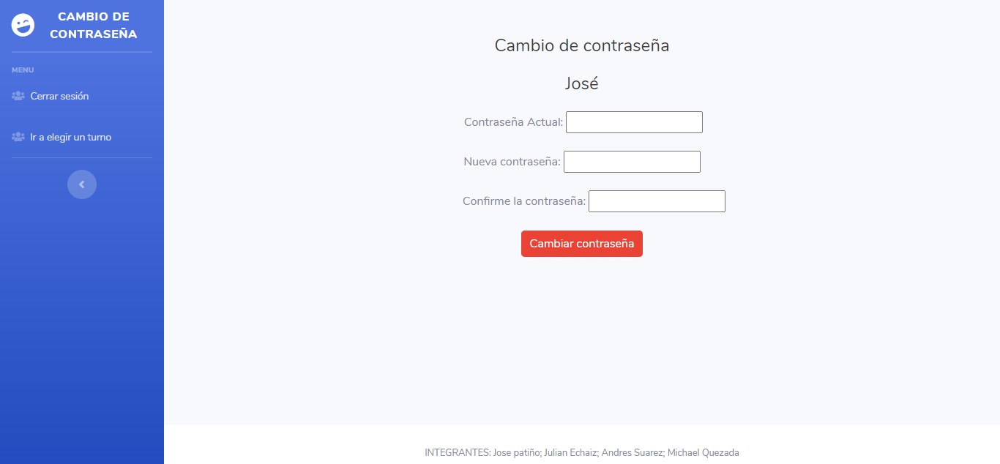 CAMBIO DE
CONTRASEÑA
MENU
Cerrar sesión
Ir a elegir un turno
Cambio de contraseña
José
Contraseña Actual:
Nueva contraseña:
Confirme la contraseña:
Cambiar contraseña
INTEGRANTES: Jose patiño; Julian Echaiz; Andres Suarez; Michael Quezada